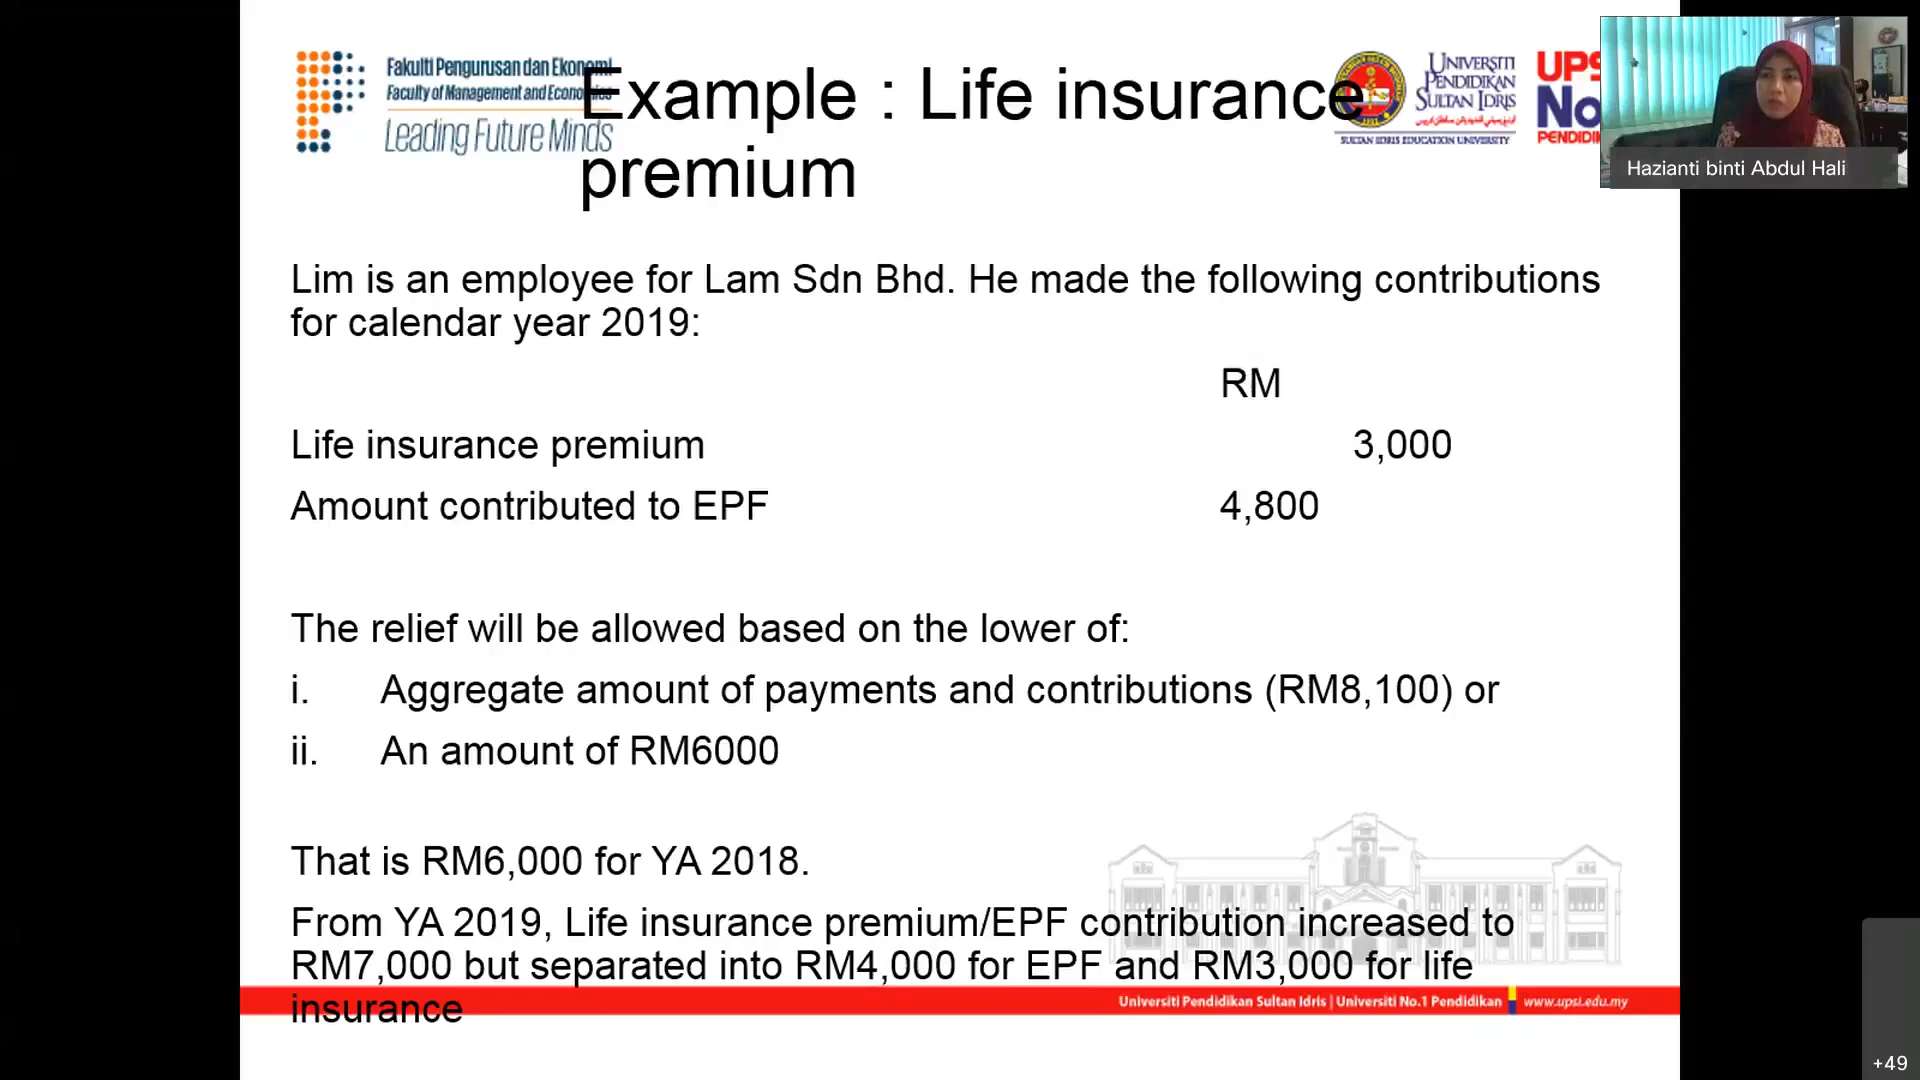 Fakulti Pengurusan dan Ekonomi
Faculty of Management and Economics
Leading Future Minds
Example : Life insurance
premium
UNIVERSITI
PENDIDIKAN
SULTAN IDRIS
SULTAN IDRIS EDUCATION UNIVERSITY
UPS
No
PENDIDI
Hazianti binti Abdul Hali
Lim is an employee for Lam Sdn Bhd. He made the following contributions
for calendar year 2019:
RM
Life insurance premium 3,000
Amount contributed to EPF 4,800
The relief will be allowed based on the lower of:
i. Aggregate amount of payments and contributions (RM8,100) or
ii. An amount of RM6000
That is RM6,000 for YA 2018.
From YA 2019, Life insurance premium/EPF contribution increased to
RM7,000 but separated into RM4,000 for EPF and RM3,000 for life
insurance
Universiti Pendidikan Sultan Idris | Universiti No.1 Pendidikan www.upsi.edu.my
+49